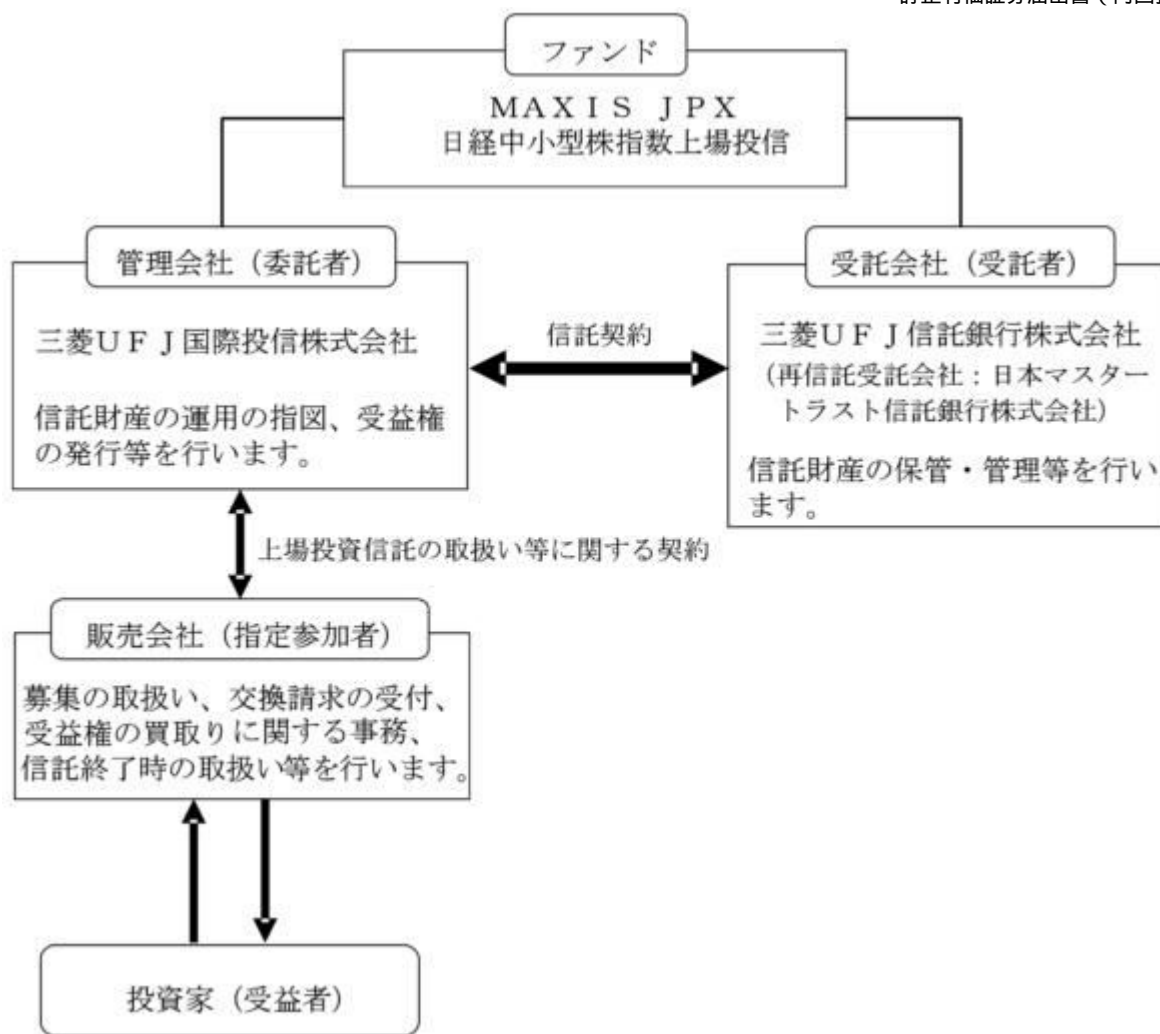 ファンド
ＭＡＸＩＳ ＪＰＸ
日経中小型株指数上場投信
管理会社（委託者）
三菱ＵＦＪ国際投信株式会社
信託財産の運用の指図、受益権
の発行等を行います。
信託契約
受託会社（受託者）
三菱ＵＦＪ信託銀行株式会社
（再信託受託会社：日本マスター
トラスト信託銀行株式会社）
信託財産の保管・管理等を行い
ます。
上場投資信託の取扱い等に関する契約
販売会社（指定参加者）
募集の取扱い、交換請求の受付、
受益権の買取りに関する事務、
信託終了時の取扱い等を行います。
投資家（受益者）